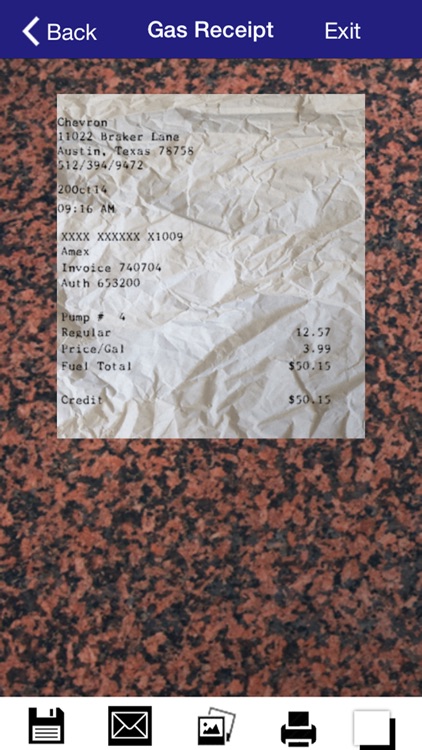 Back Gas Receipt Exit
Chevron
11022 Braker Lane
Austin, Texas 78758
512/394/9472
20Oct14
09:16 AM
XXXX XXXXXX X1009
Amex
Invoice 740704
Auth 653200
Pump # 4
Regular 12.57
Price/Gal 3.99
Fuel Total $50.15
Credit $50.15